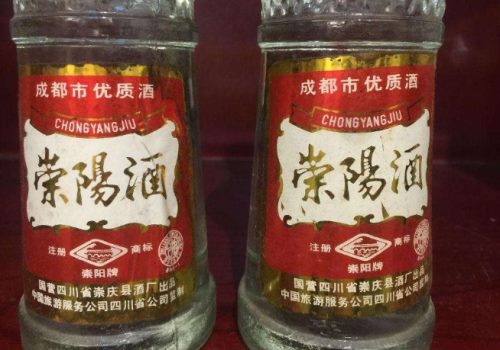 成都市优质酒
CHONGYANGJIU
崇陽酒
注册 商标
崇阳牌
国营四川省崇庆县酒厂出品
中国旅游服务公司四川省公司监制
成都市优质酒
CHONGYANGJIU
崇陽酒
注册 商标
崇阳牌
国营四川省崇庆县酒厂出品
中国旅游服务公司四川省公司监制